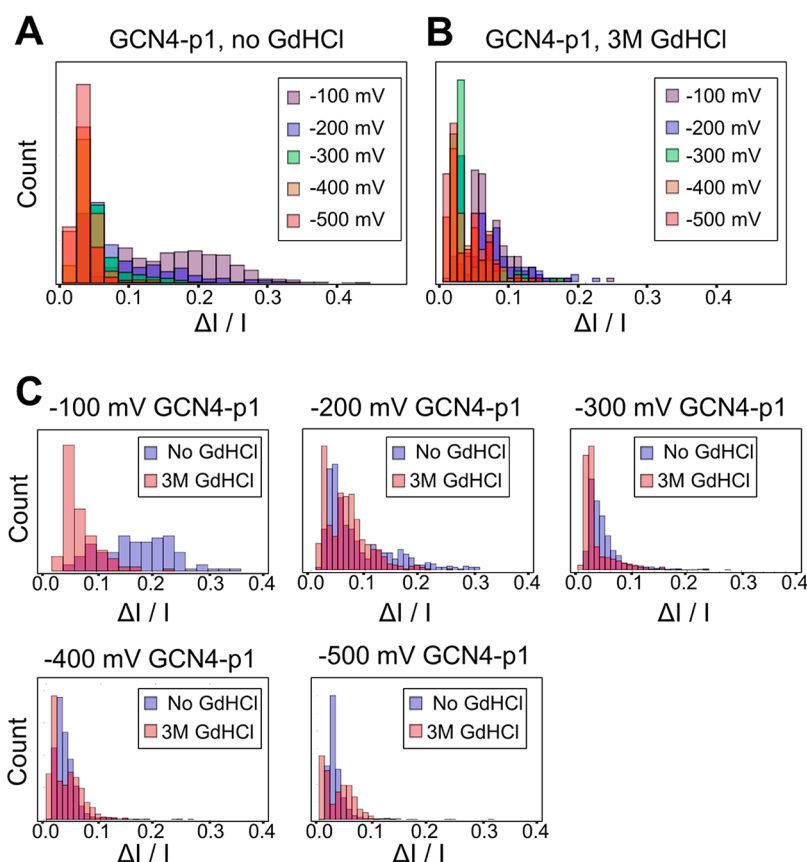 A
GCN4-p1, no GdHCl
B
GCN4-p1, 3M GdHCl
Count
-100 mV
-200 mV
-300 mV
-400 mV
-500 mV
-100 mV
-200 mV
-300 mV
-400 mV
-500 mV
0.0 0.1 0.2 0.3 0.4
0.0 0.1 0.2 0.3 0.4
ΔI / I
ΔI / I
C
-100 mV GCN4-p1
-200 mV GCN4-p1
-300 mV GCN4-p1
Count
No GdHCl
3M GdHCl
No GdHCl
3M GdHCl
No GdHCl
3M GdHCl
0.0 0.1 0.2 0.3 0.4
0.0 0.1 0.2 0.3 0.4
0.0 0.1 0.2 0.3 0.4
ΔI / I
ΔI / I
ΔI / I
-400 mV GCN4-p1
-500 mV GCN4-p1
Count
No GdHCl
3M GdHCl
No GdHCl
3M GdHCl
0.0 0.1 0.2 0.3 0.4
0.0 0.1 0.2 0.3 0.4
ΔI / I
ΔI / I